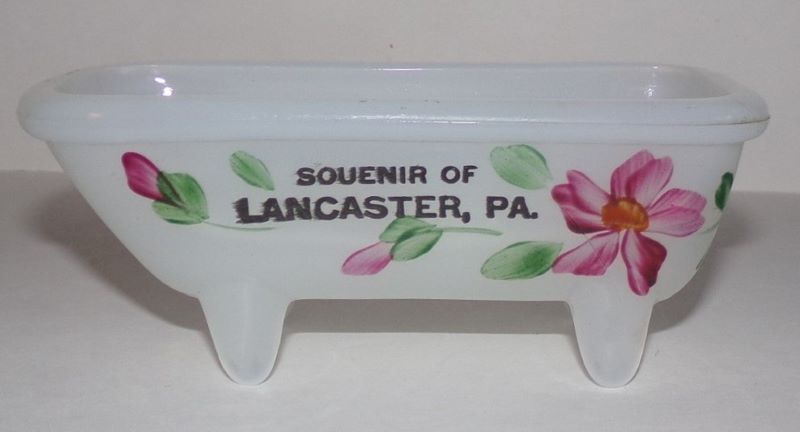 SOUENIR OF
LANCASTER, PA.